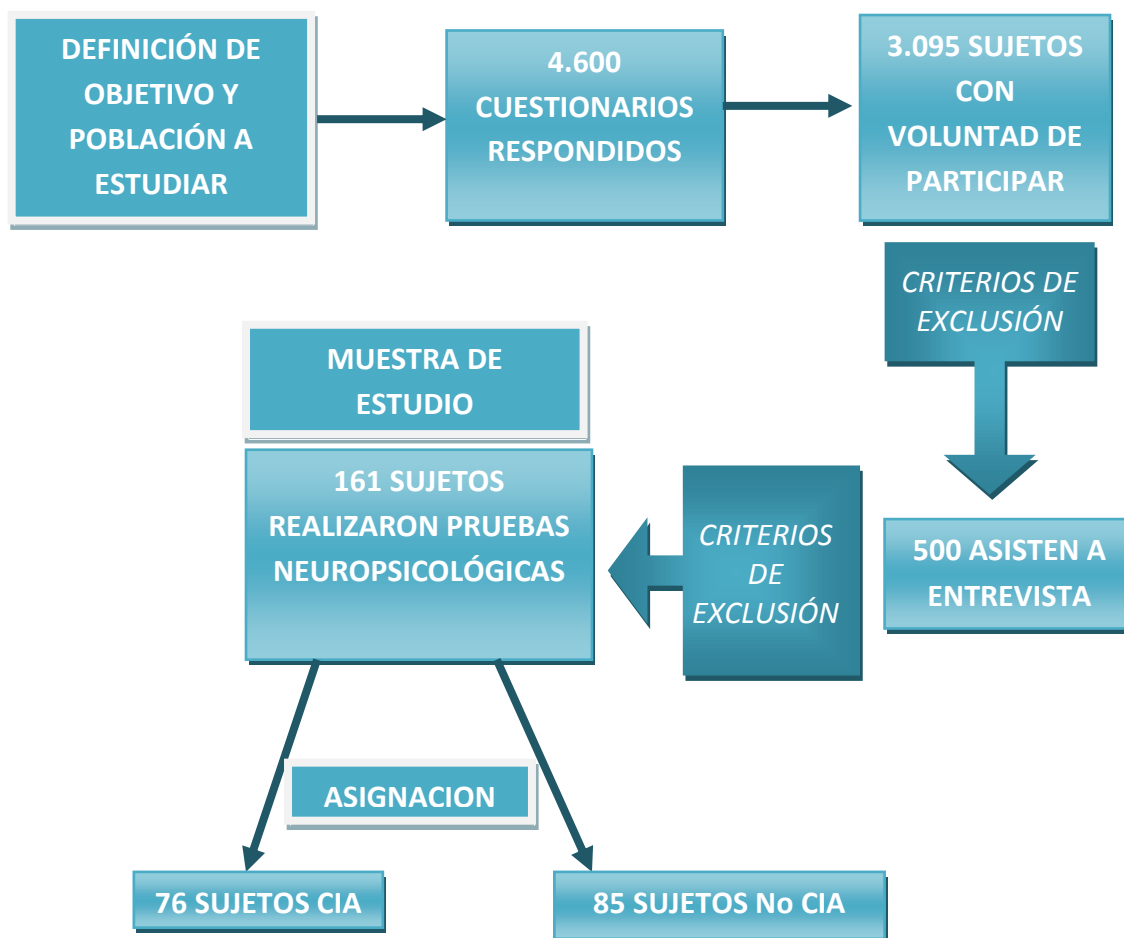 DEFINICIÓN DE
OBJETIVO Y
POBLACIÓN A
ESTUDIAR
4.600
CUESTIONARIOS
RESPONDIDOS
3.095 SUJETOS
CON
VOLUNTAD DE
PARTICIPAR
CRITERIOS DE
EXCLUSIÓN
500 ASISTEN A
ENTREVISTA
CRITERIOS
DE
EXCLUSIÓN
MUESTRA DE
ESTUDIO
161 SUJETOS
REALIZARON PRUEBAS
NEUROPSICOLÓGICAS
ASIGNACION
76 SUJETOS CIA
85 SUJETOS No CIA